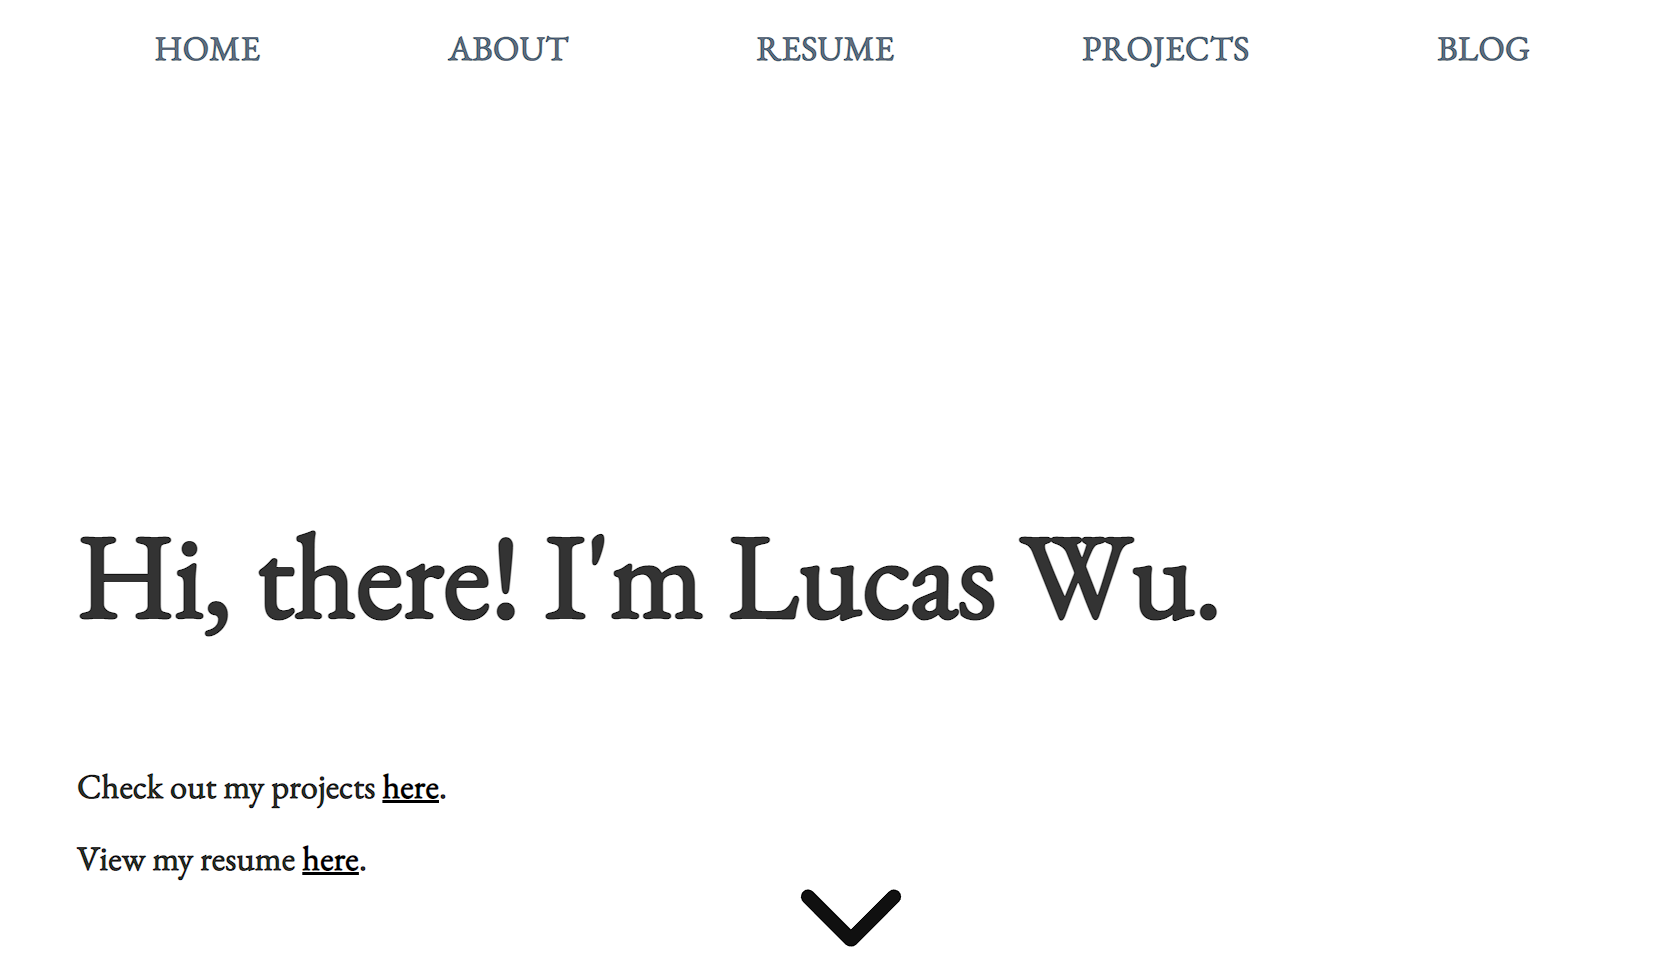 HOME ABOUT RESUME PROJECTS BLOG
Hi, there! I'm Lucas Wu.
Check out my projects here.
View my resume here.